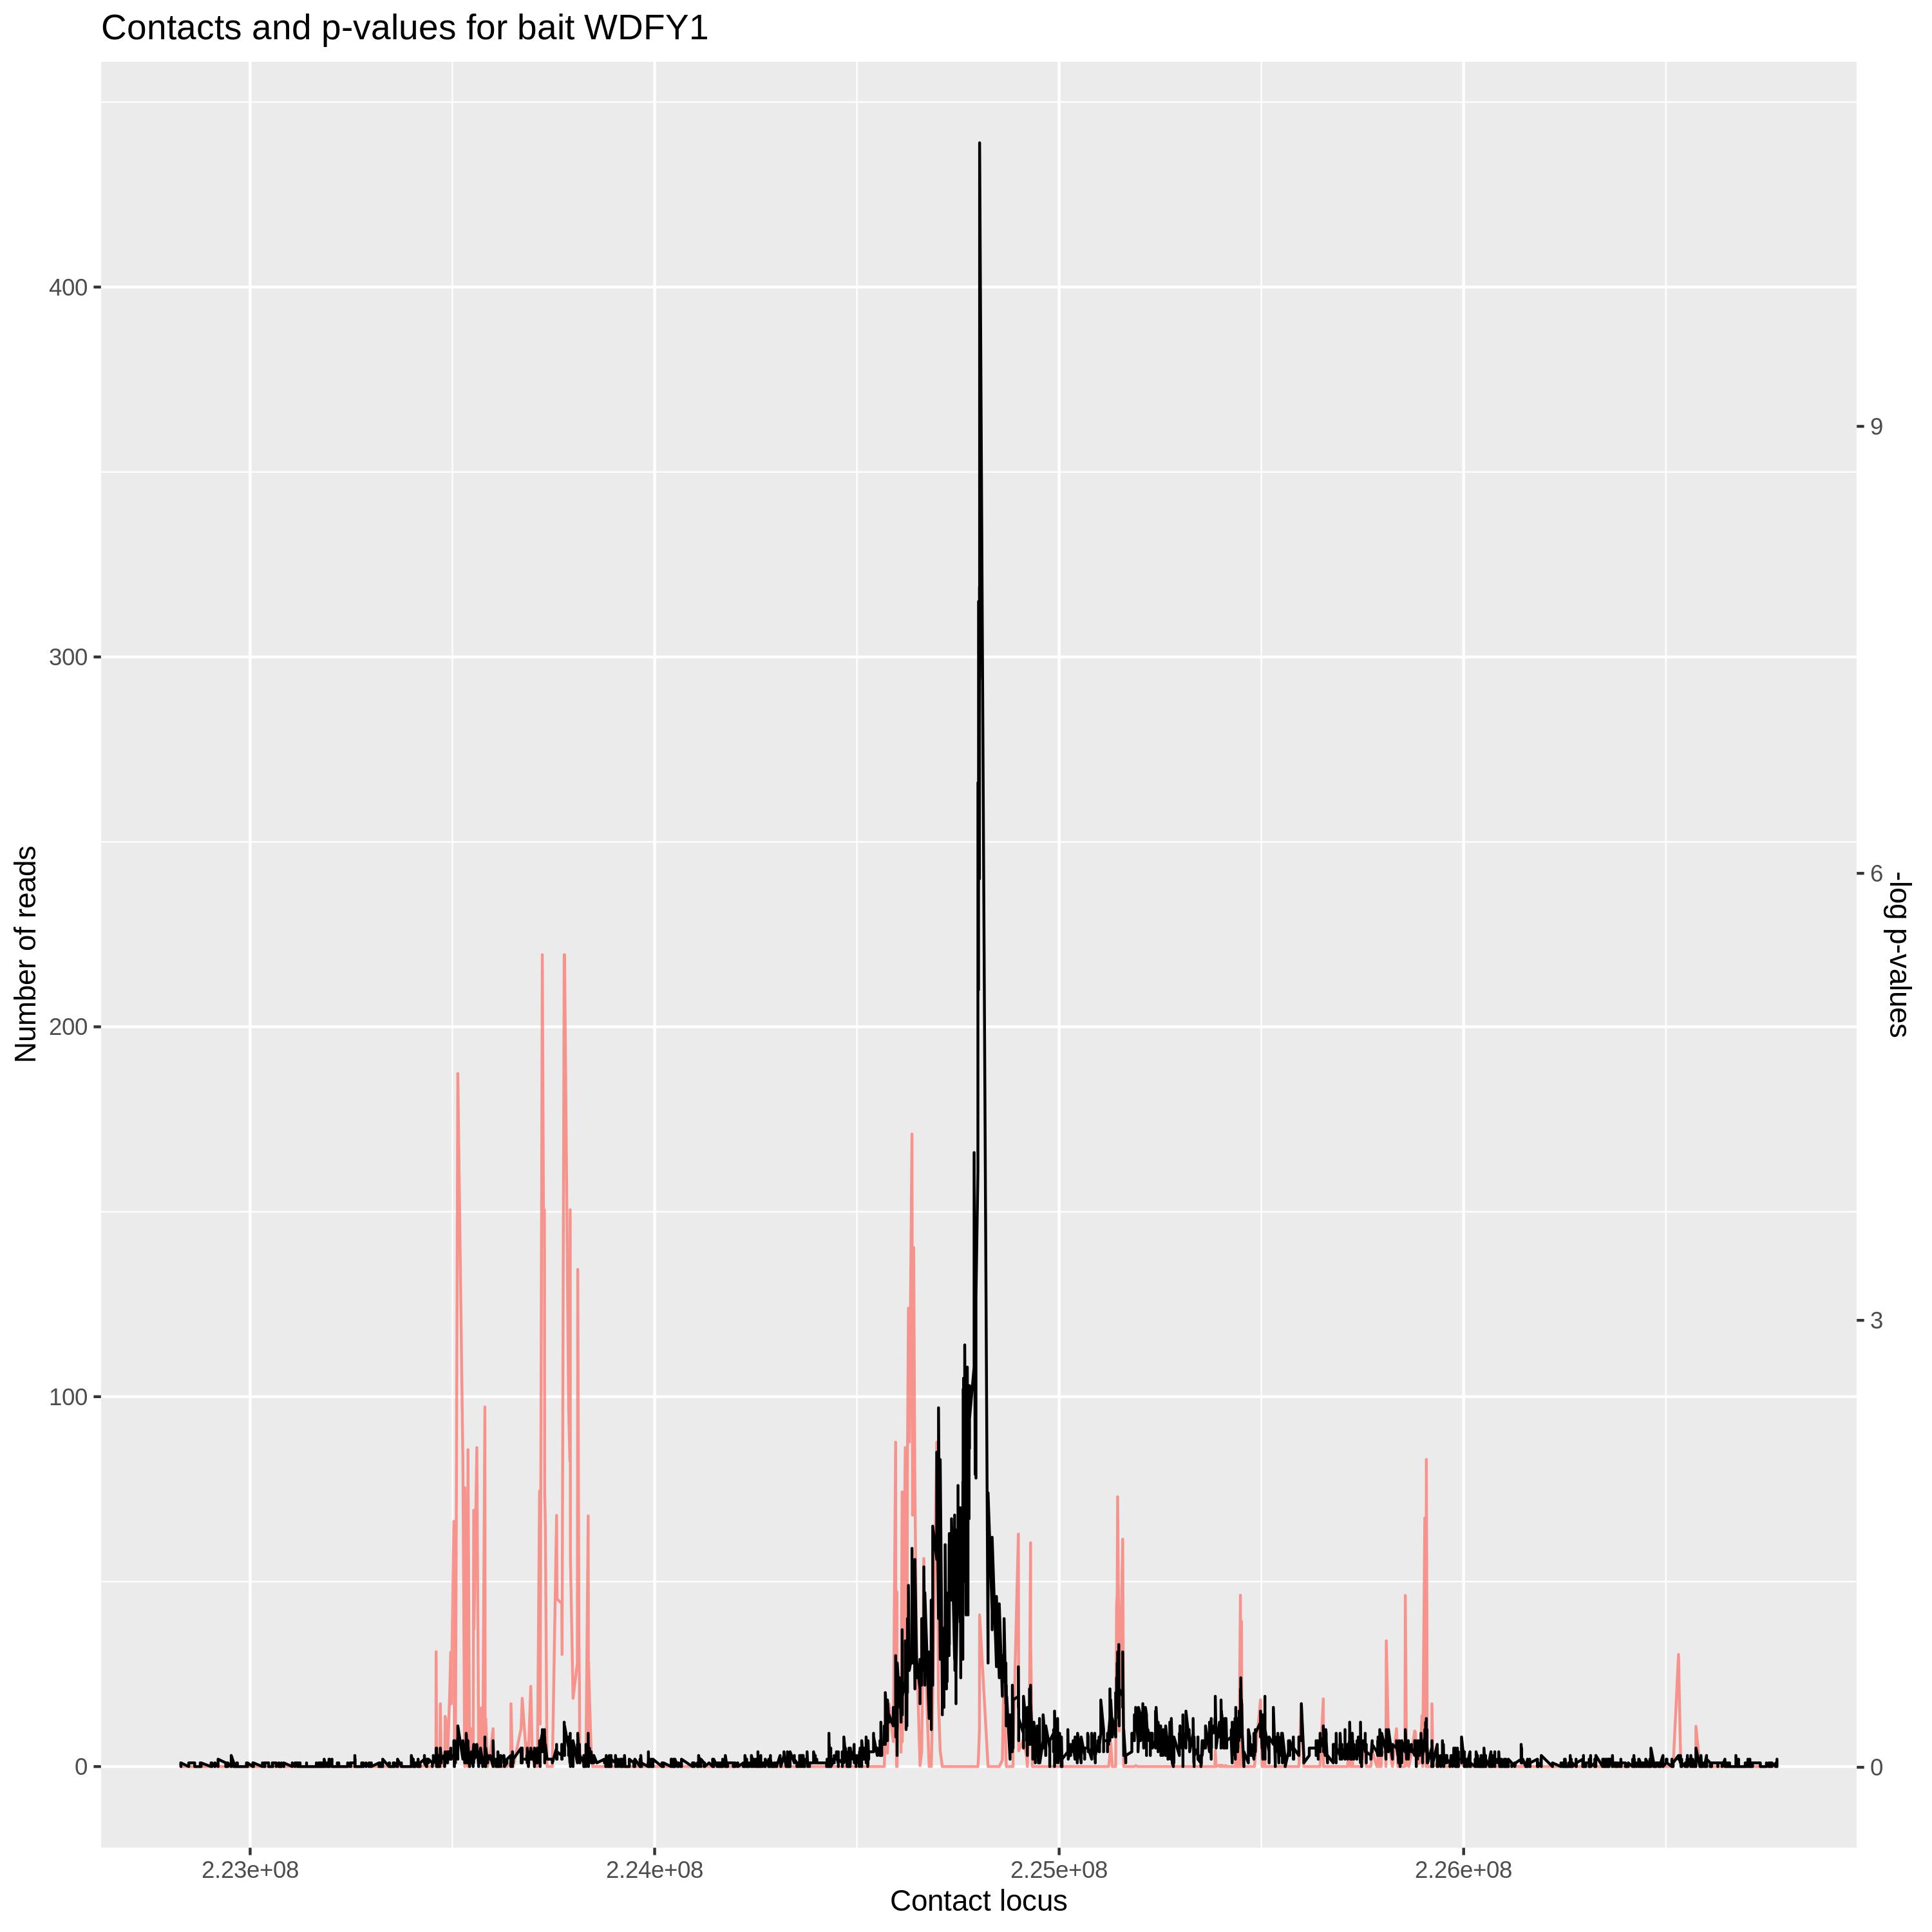 Contacts and p-values for bait WDFY1
400
300
200
100
0
Number of reads
9
6
3
0
-log p-values
2.23e+08
2.24e+08
2.25e+08
2.26e+08
Contact locus